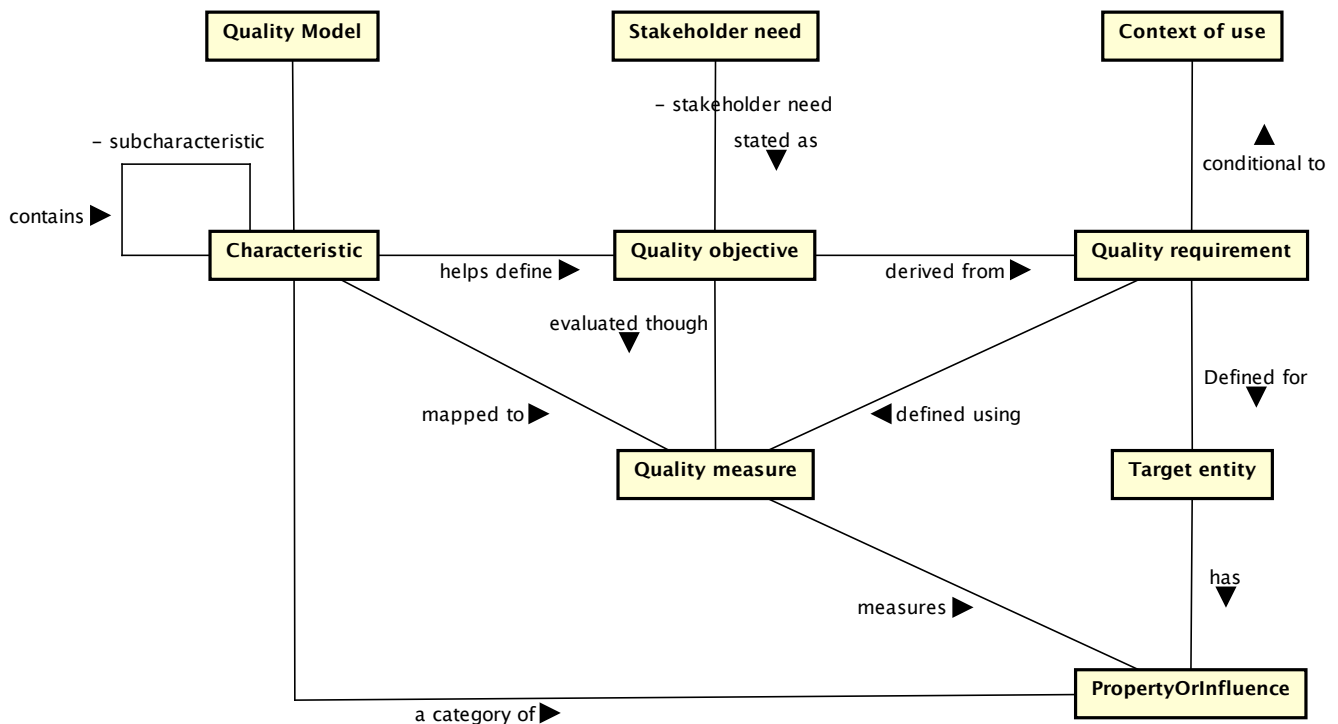 Quality Model
Stakeholder need
Context of use
– stakeholder need
– subcharacteristic
stated as
conditional to
contains
Characteristic
Quality objective
Quality requirement
helps define
derived from
evaluated though
Defined for
mapped to
defined using
Quality measure
Target entity
has
measures
PropertyOrInfluence
a category of